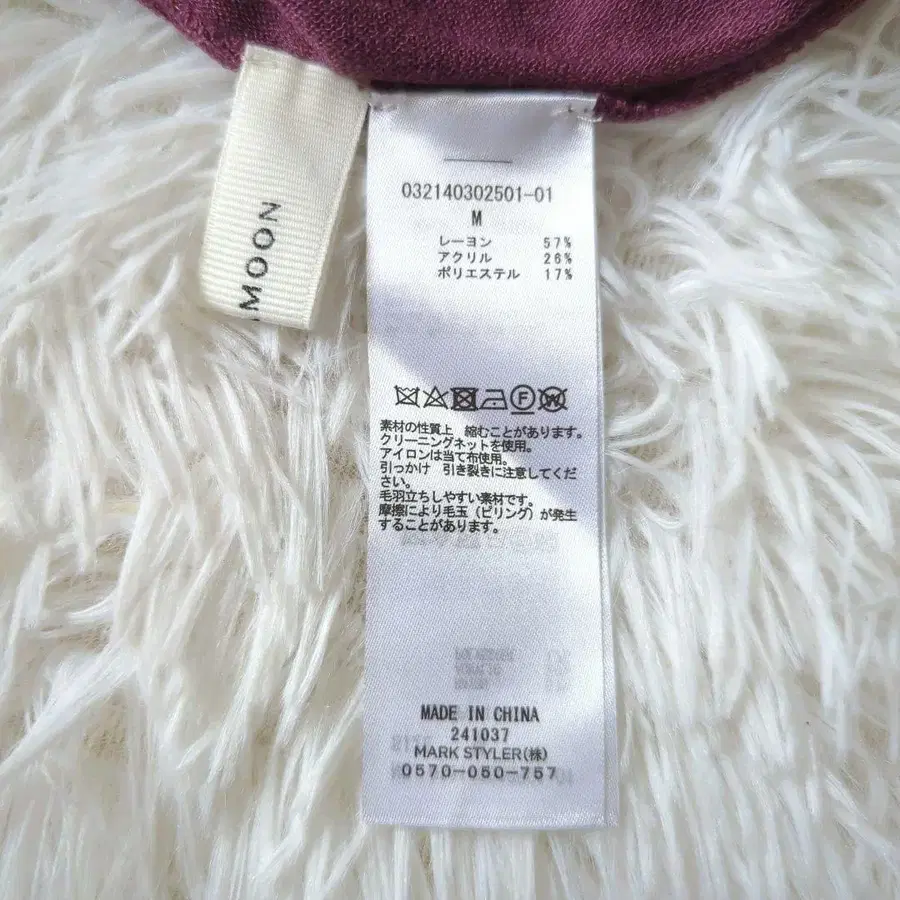 MOON
032140302501-01
M
レーヨン 57%
アクリル 26%
ポリエステル 17%
素材の性質上 縮むことがあります。
クリーニングネットを使用。
アイロンは当て布使用。
引っかけ 引き裂きに注意してくだ
さい。
毛羽立ちしやすい素材です。
摩擦により毛玉(ピリング)が発生
することがあります。
MADE IN CHINA
241037
MARK STYLER(株)
0570-050-757